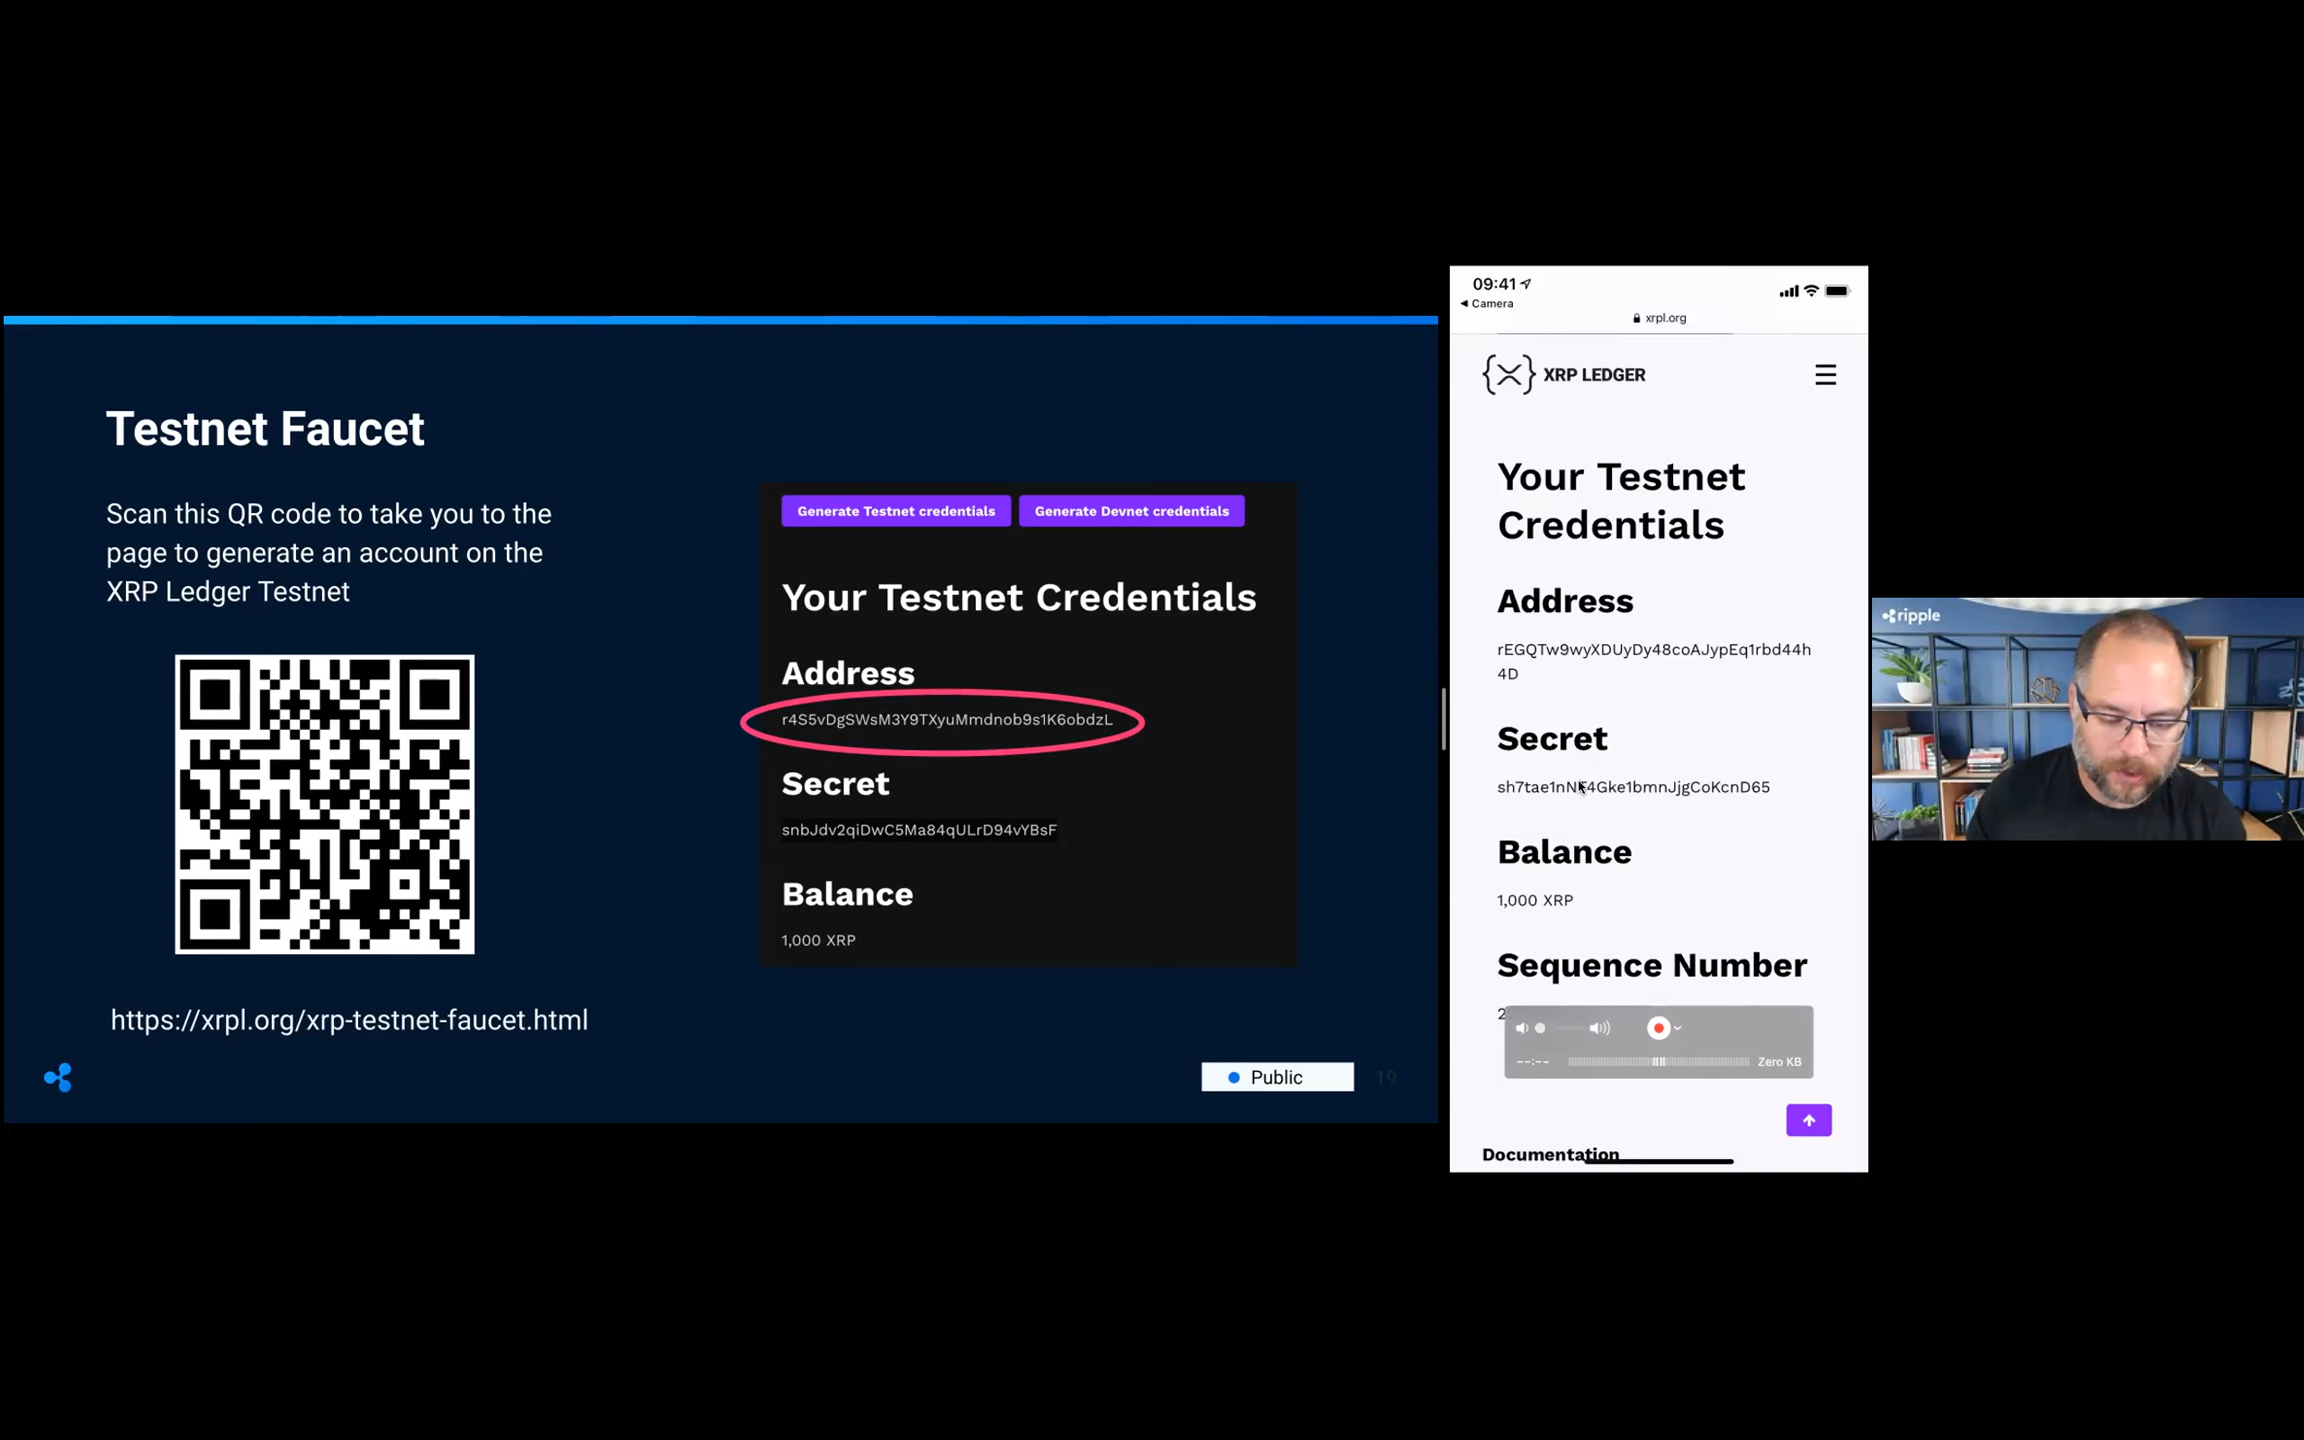 Testnet Faucet
Scan this QR code to take you to the
page to generate an account on the
XRP Ledger Testnet
https://xrpl.org/xrp-testnet-faucet.html
Generate Testnet credentials
Generate Devnet credentials
Your Testnet Credentials
Address
r4S5vDgSWsM3Y9TXyuMmdnob9s1K6obdzL
Secret
snbJdv2qiDwC5Ma84qULrD94vYBsF
Balance
1,000 XRP
Public
19
09:41
Camera
xrpl.org
XRP LEDGER
Your Testnet
Credentials
Address
rEGQTw9wyXDUyDy48coAJypEq1rbd44h
4D
Secret
Balance
1,000 XRP
Sequence Number
2
--:--
Zero KB
Documentation
ripple